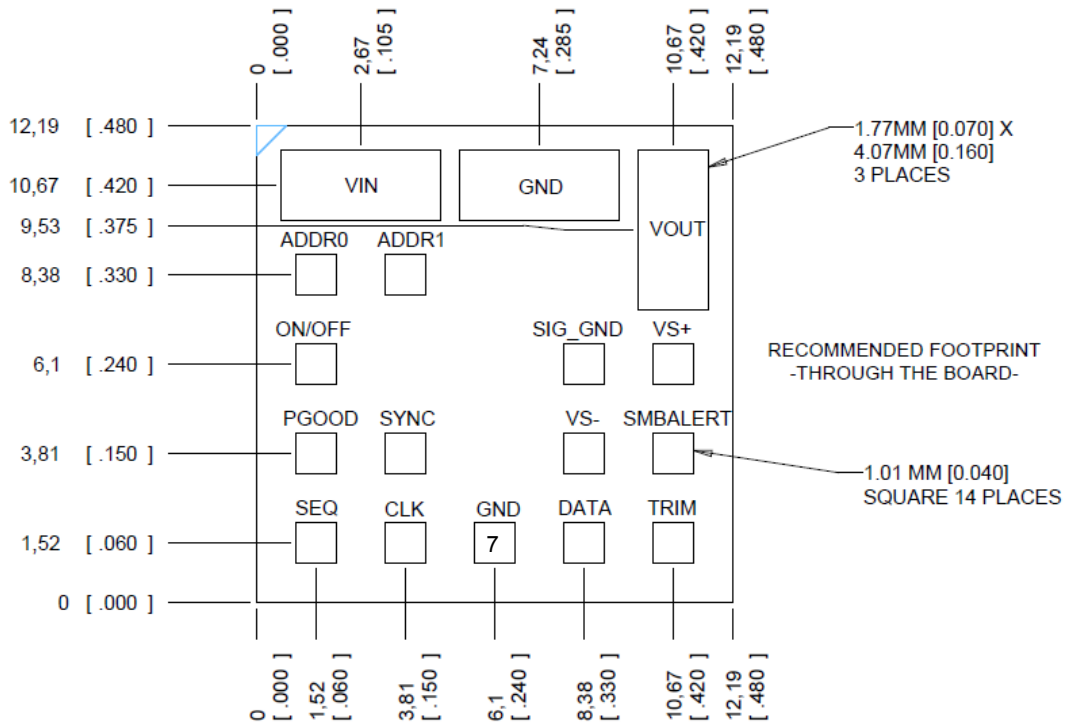 0 [ .000 ]
2,67 [ .105 ]
7,24 [ .285 ]
10,67 [ .420 ]
12,19 [ .480 ]
12,19 [ .480 ]
10,67 [ .420 ]
9,53 [ .375 ]
8,38 [ .330 ]
6,1 [ .240 ]
3,81 [ .150 ]
1,52 [ .060 ]
0 [ .000 ]
VIN
GND
VOUT
ADDR0 ADDR1
ON/OFF
SIG_GND VS+
PGOOD SYNC
VS- SMBALERT
SEQ CLK GND DATA TRIM
7
1.77MM [0.070] X
4.07MM [0.160]
3 PLACES
RECOMMENDED FOOTPRINT
-THROUGH THE BOARD-
1.01 MM [0.040]
SQUARE 14 PLACES
0 [ .000 ]
1,52 [ .060 ]
3,81 [ .150 ]
6,1 [ .240 ]
8,38 [ .330 ]
10,67 [ .420 ]
12,19 [ .480 ]